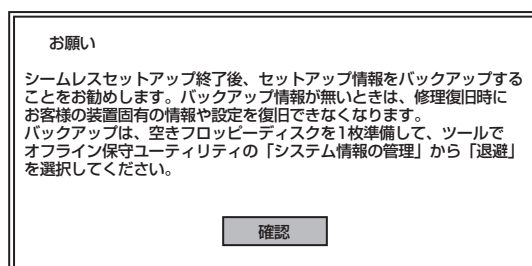 お願い
シームレスセットアップ終了後、セットアップ情報をバックアップする
ことをお勧めします。バックアップ情報が無いときは、修理復旧時に
お客様の装置固有の情報や設定を復旧できなくなります。
バックアップは、空きフロッピーディスクを1枚準備して、ツールで
オフライン保守ユーティリティの「システム情報の管理」から「退避」
を選択してください。
確認